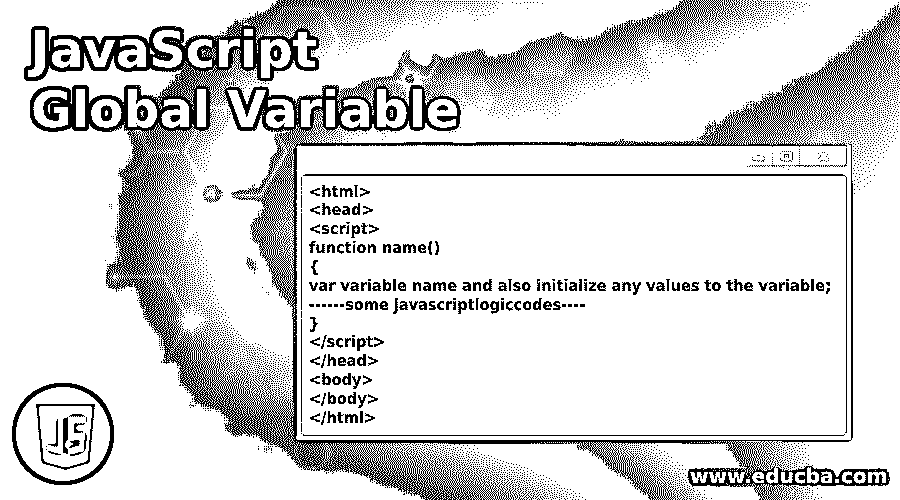 JavaScript
Global Variable
<html>
<head>
<script>
function name()
{
var variable name and also initialize any values to the variable;
------some javascriptlogiccodes----
}
</script>
</head>
<body>
</body>
</html>
JS
www.educba.com